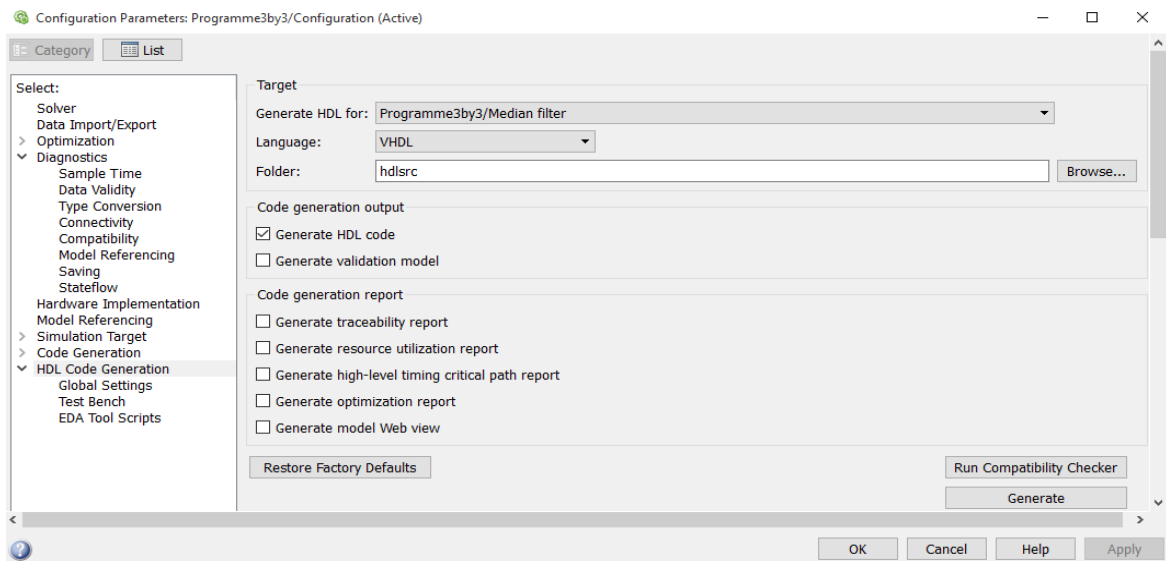 Configuration Parameters: Programme3by3/Configuration (Active)
Category List
Select:
Solver
Data Import/Export
Optimization
Diagnostics
Sample Time
Data Validity
Type Conversion
Connectivity
Compatibility
Model Referencing
Saving
Stateflow
Hardware Implementation
Model Referencing
Simulation Target
Code Generation
HDL Code Generation
Global Settings
Test Bench
EDA Tool Scripts
Target
Generate HDL for: Programme3by3/Median filter
Language: VHDL
Folder: hdlsrc Browse...
Code generation output
Generate HDL code
Generate validation model
Code generation report
Generate traceability report
Generate resource utilization report
Generate high-level timing critical path report
Generate optimization report
Generate model Web view
Restore Factory Defaults Run Compatibility Checker
Generate
OK Cancel Help Apply